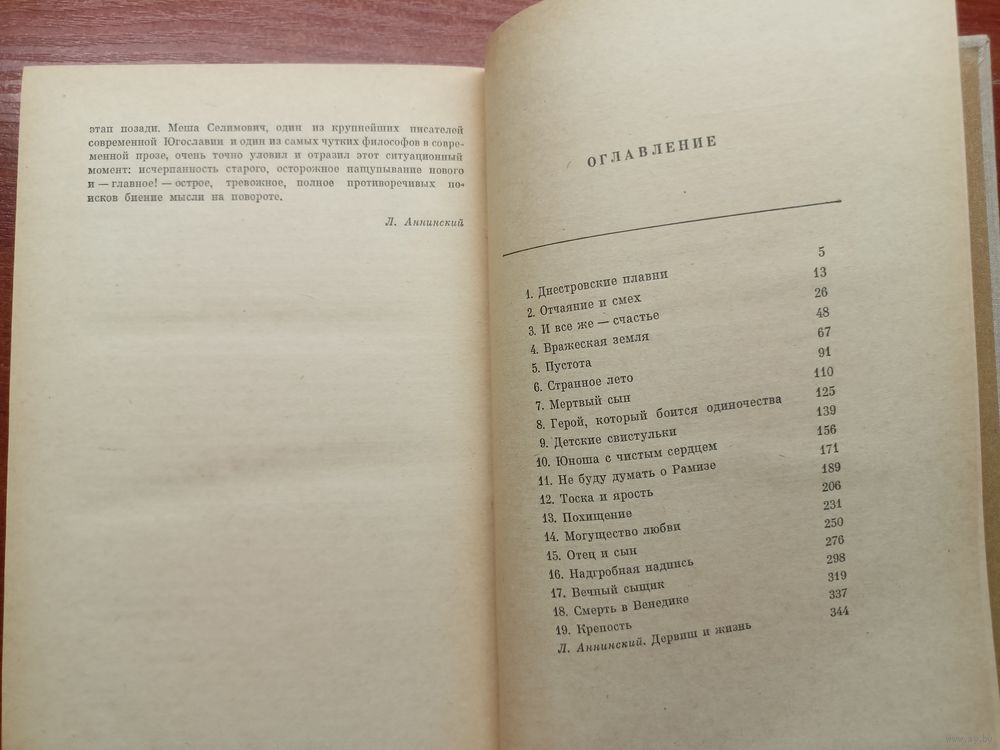 этап позади. Меша Селимович, один из крупнейших писателей
современной Югославии и один из самых чутких философов в совре-
менной прозе, очень точно уловил и отразил этот ситуационный
момент: исчерпанность старого, осторожное нащупывание нового
и — главное! — острое, тревожное, полное противоречивых по-
исков биение мысли на повороте.
Л. Аннинский
ОГЛАВЛЕНИЕ
1. Днестровские плавни 5
2. Отчаяние и смех 13
3. И все же — счастье 26
4. Вражеская земля 48
5. Пустота 67
6. Странное лето 91
7. Мертвый сын 110
8. Герой, который боится одиночества 125
9. Детские свистульки 139
10. Юноша с чистым сердцем 156
11. Не буду думать о Рамизе 171
12. Тоска и ярость 189
13. Похищение 206
14. Могущество любви 231
15. Отец и сын 250
16. Надгробная надпись 276
17. Вечный сыщик 298
18. Смерть в Венедике 319
19. Крепость 337
Л. Аннинский. Дервиш и жизнь 344